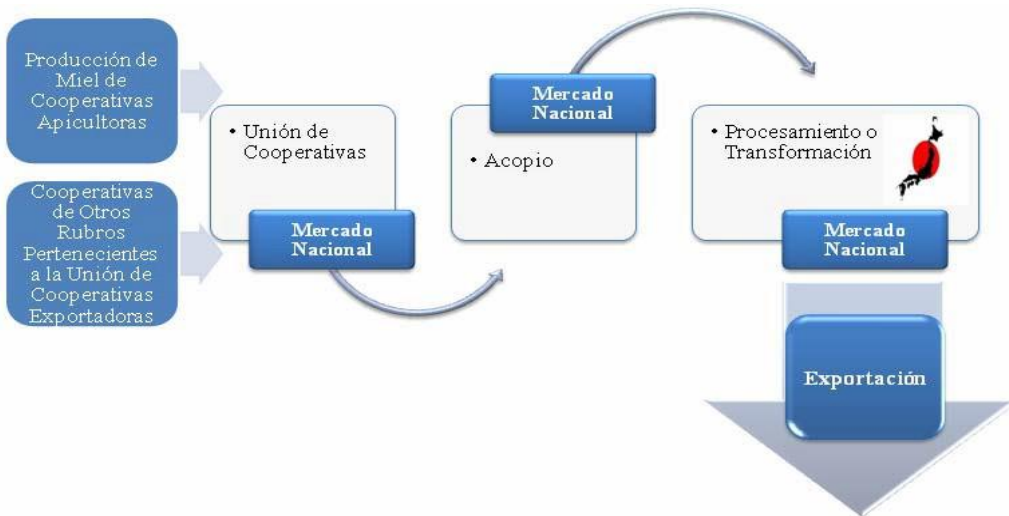 Producción de
Miel de
Cooperativas
Apicultoras
Cooperativas
de Otros
Rubros
Pertenecientes
a la Unión de
Cooperativas
Exportadoras
• Unión de
Cooperativas
Mercado
Nacional
Mercado
Nacional
• Acopio
• Procesamiento o
Transformación
Mercado
Nacional
Exportación